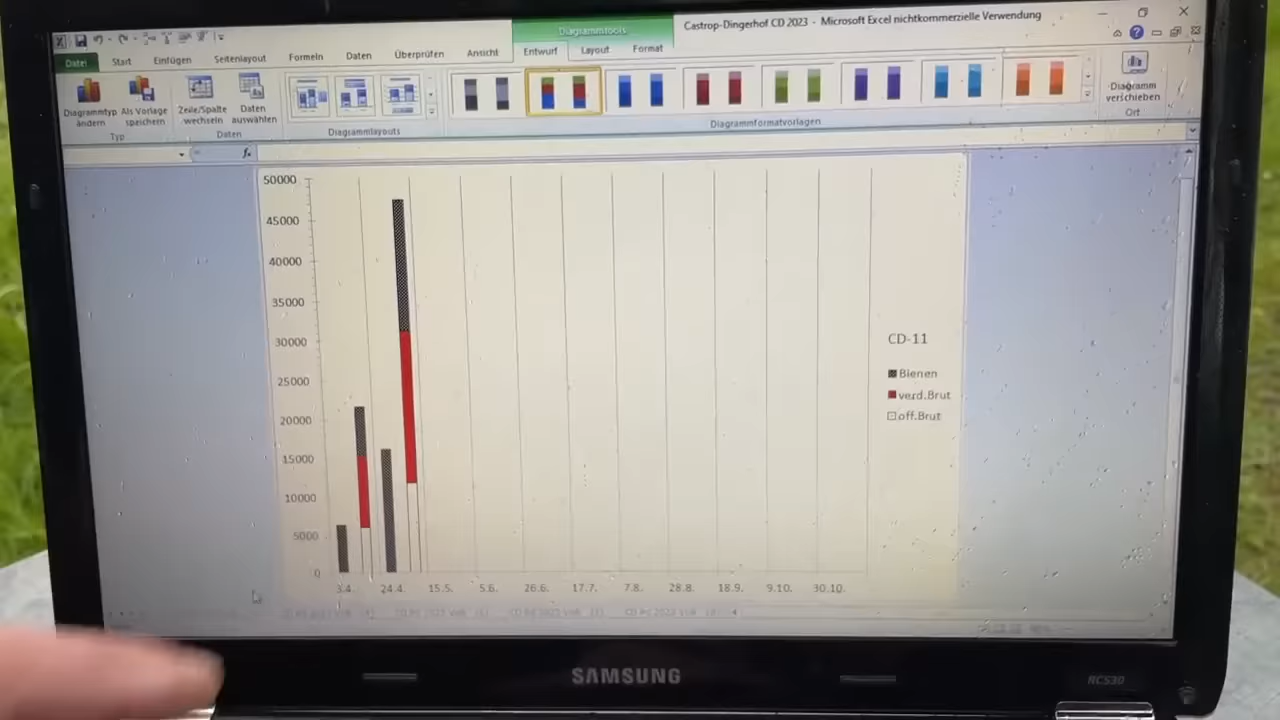 Castrop-Dingerhof CD 2023 - Microsoft Excel nichtkommerzielle Verwendung
Diagrammtools
Datei Start Einfügen Seitenlayout Formeln Daten Überprüfen Ansicht Entwurf Layout Format
Diagrammtyp ändern
Als Vorlage speichern
Zeile/Spalte wechseln
Daten auswählen
Diagramm verschieben
Typ Daten Diagrammlayouts Diagrammformatvorlagen Ort
fx
50000
45000
40000
35000
30000
25000
20000
15000
10000
5000
0
CD-11
Bienen
verd.Brut
off.Brut
3.4. 24.4. 15.5. 5.6. 26.6. 17.7. 7.8. 28.8. 18.9. 9.10. 30.10.
SAMSUNG
RC530